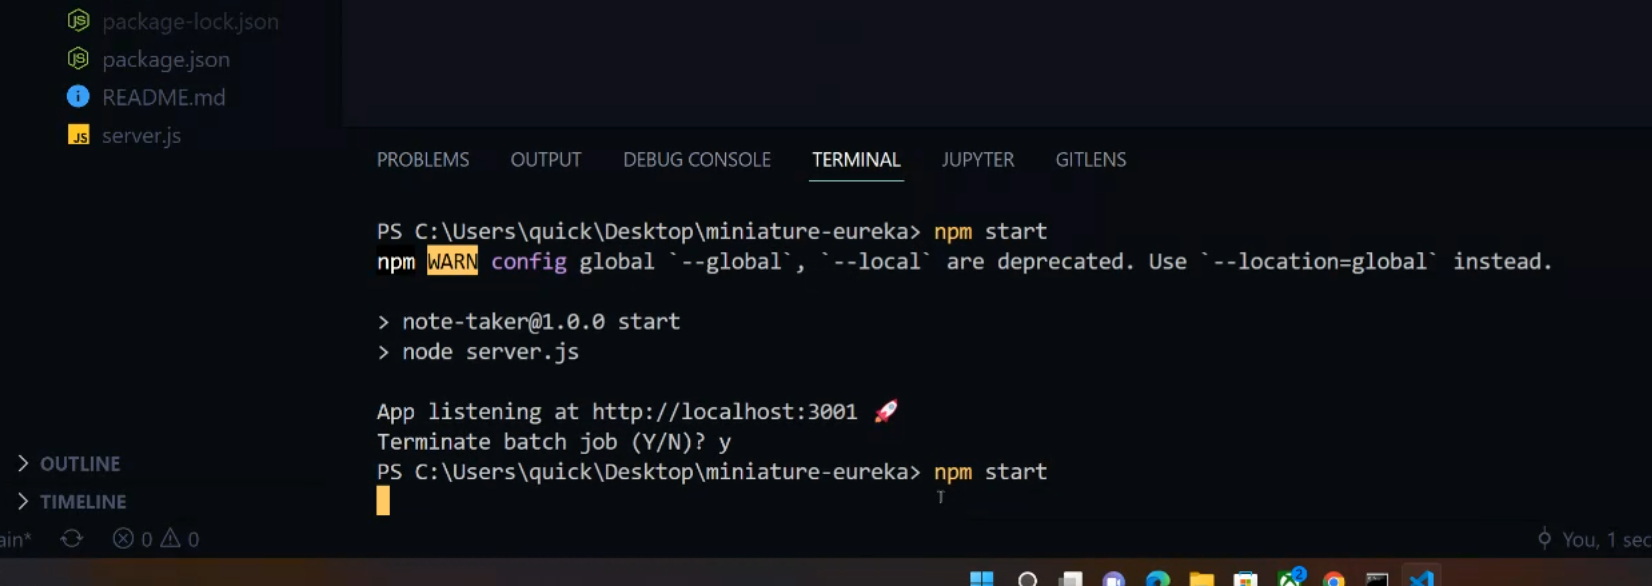 package-lock.json
package.json
README.md
server.js
PROBLEMS OUTPUT DEBUG CONSOLE TERMINAL JUPYTER GITLENS
PS C:\Users\quick\Desktop\miniature-eureka> npm start
npm WARN config global `--global`, `--local` are deprecated. Use `--location=global` instead.
> note-taker@1.0.0 start
> node server.js
App listening at http://localhost:3001 🚀
Terminate batch job (Y/N)? y
PS C:\Users\quick\Desktop\miniature-eureka> npm start
> OUTLINE
> TIMELINE
ain* 0 0 You, 1 sec
2